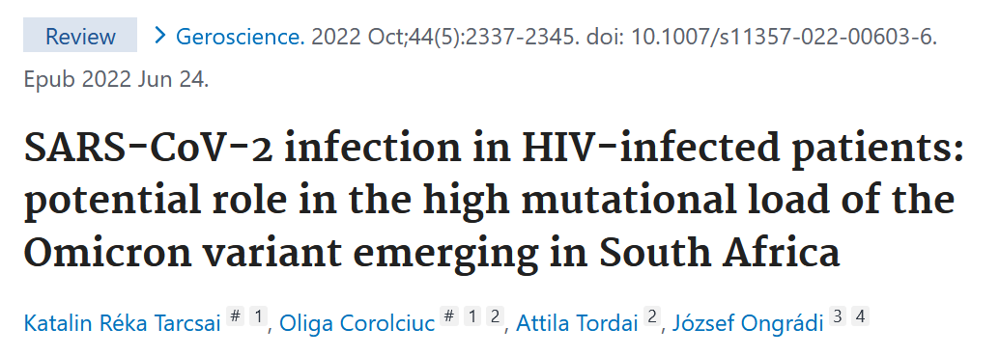 Review > Geroscience. 2022 Oct;44(5):2337-2345. doi: 10.1007/s11357-022-00603-6.
Epub 2022 Jun 24.
SARS-CoV-2 infection in HIV-infected patients:
potential role in the high mutational load of the
Omicron variant emerging in South Africa
Katalin Réka Tarcsai # 1, Oliga Corolciuc # 1 2, Attila Tordai 2, József Ongrádi 3 4